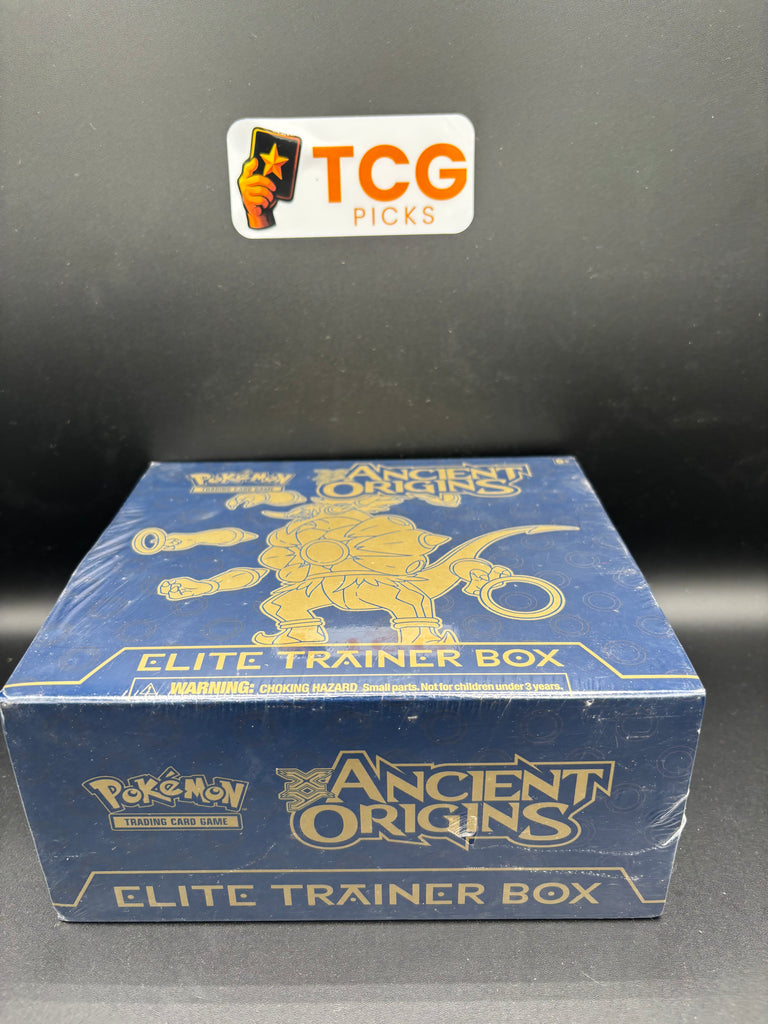 TCG
PICKS
Pokémon
TRADING CARD GAME
XY ANCIENT
ORIGINS
6+
ELITE TRAINER BOX
WARNING: CHOKING HAZARD Small parts. Not for children under 3 years.
Pokémon
TRADING CARD GAME
XY ANCIENT
ORIGINS
ELITE TRAINER BOX